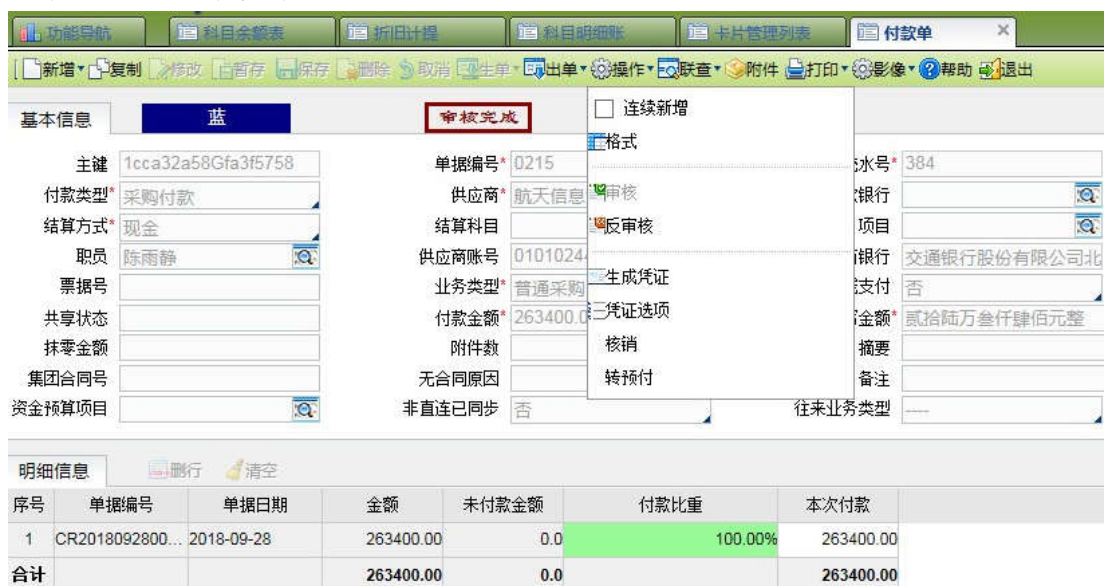 功能导航 科目余额表 折旧计提 科目明细账 卡片管理列表 付款单 ×
新增 复制 修改 暂存 保存 删除 取消 生单 出单 操作 联查 附件 打印 影像 帮助 退出
基本信息 蓝 审核完成 连续新增
格式
主键 1cca32a58Gfa3f5758 单据编号* 0215 水号* 384
付款类型* 采购付款 供应商* 航天信息 审核 银行
结算方式* 现金 结算科目 反审核 项目
职员 陈雨静 供应商账号 0101024 银行 交通银行股份有限公司北
票据号 业务类型* 普通采购 生成凭证 支付 否
共享状态 付款金额* 263400.0 凭证选项 金额* 贰拾陆万叁仟肆佰元整
抹零金额 附件数 核销 摘要
集团合同号 无合同原因 转预付 备注
资金预算项目 非直连已同步 否 往来业务类型 ----
明细信息 删行 清空
序号 单据编号 单据日期 金额 未付款金额 付款比重 本次付款
1 CR2018092800... 2018-09-28 263400.00 0.0 100.00% 263400.00
合计 263400.00 0.0 263400.00